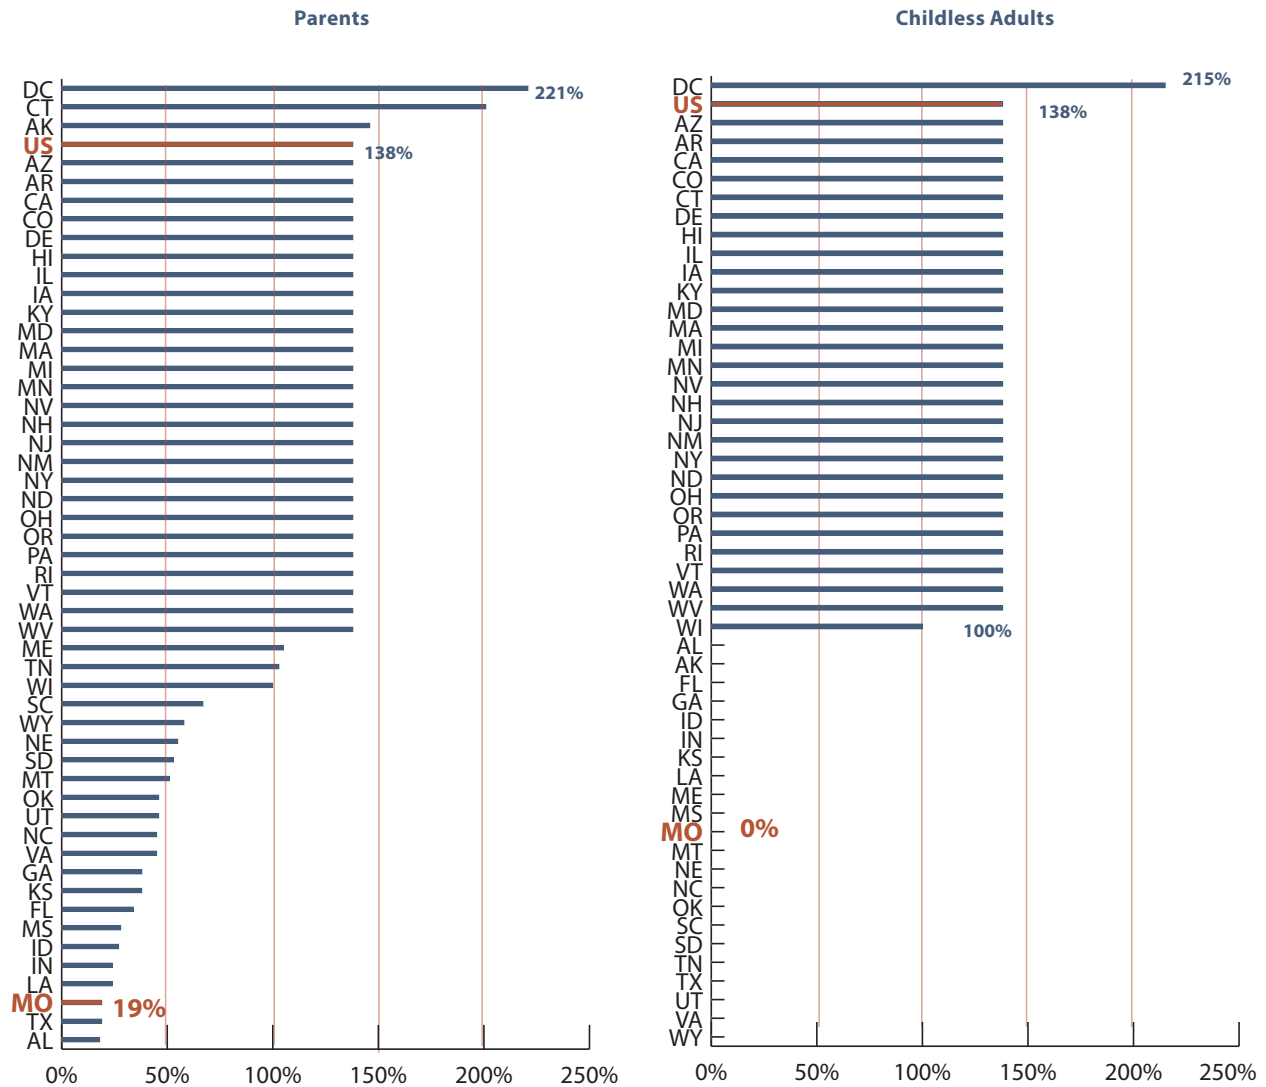 Parents
DC
221%
CT
AK
US
138%
AZ
AR
CA
CO
DE
HI
IL
IA
KY
MD
MA
MI
MN
NV
NH
NJ
NM
NY
ND
OH
OR
PA
RI
VT
WA
WV
ME
TN
WI
SC
WY
NE
SD
MT
OK
UT
NC
VA
GA
KS
FL
MS
ID
IN
LA
MO 19%
TX
AL
0% 50% 100% 150% 200% 250%
Childless Adults
DC
215%
US
138%
AZ
AR
CA
CO
CT
DE
HI
IL
IA
KY
MD
MA
MI
MN
NV
NH
NJ
NM
NY
ND
OH
OR
PA
RI
VT
WA
WV
WI 100%
AL
AK
FL
GA
ID
IN
KS
LA
ME
MS
MO 0%
MT
NE
NC
OK
SC
SD
TN
TX
UT
VA
WY
0% 50% 100% 150% 200% 250%